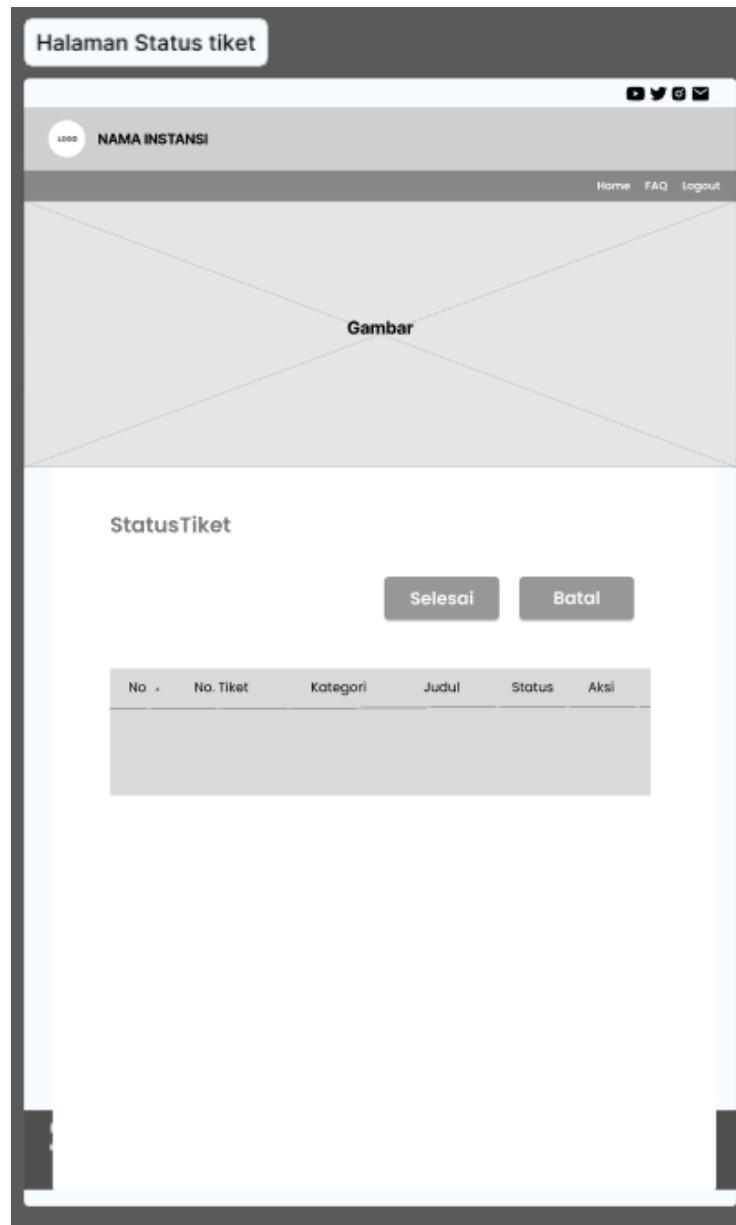 Halaman Status tiket
LOGO NAMA INSTANSI
Home FAQ Logout
Gambar
StatusTiket
Selesai Batal
No No. Tiket Kategori Judul Status Aksi